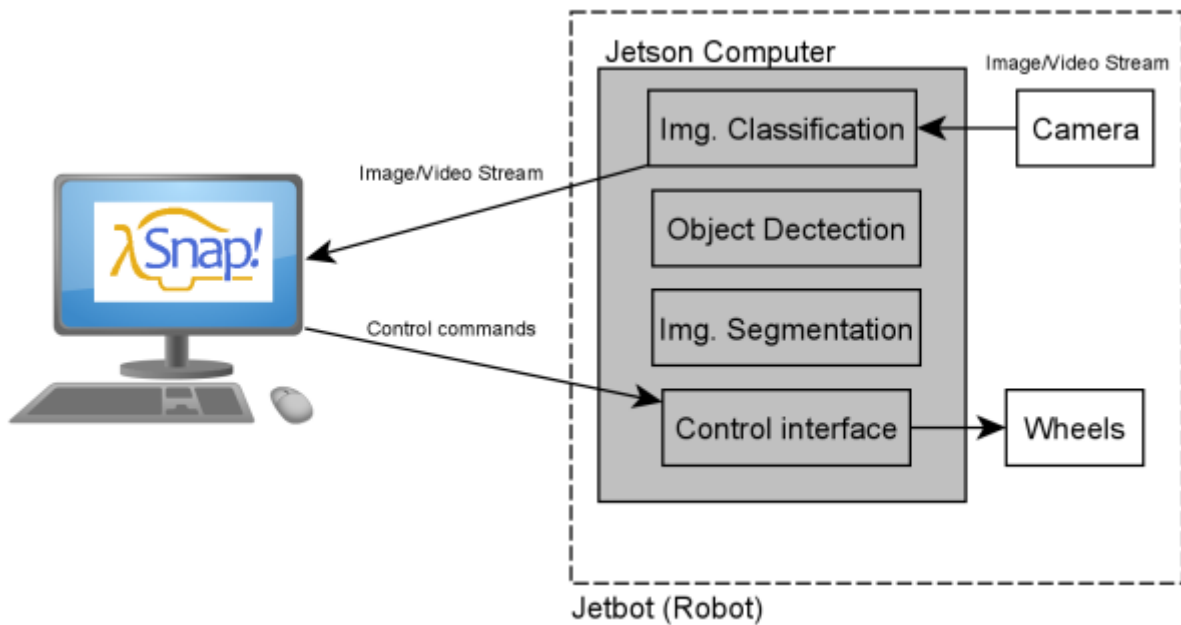 Jetson Computer
Image/Video Stream
Img. Classification
Camera
Image/Video Stream
λSnap!
Object Dectection
Img. Segmentation
Control commands
Control interface
Wheels
Jetbot (Robot)